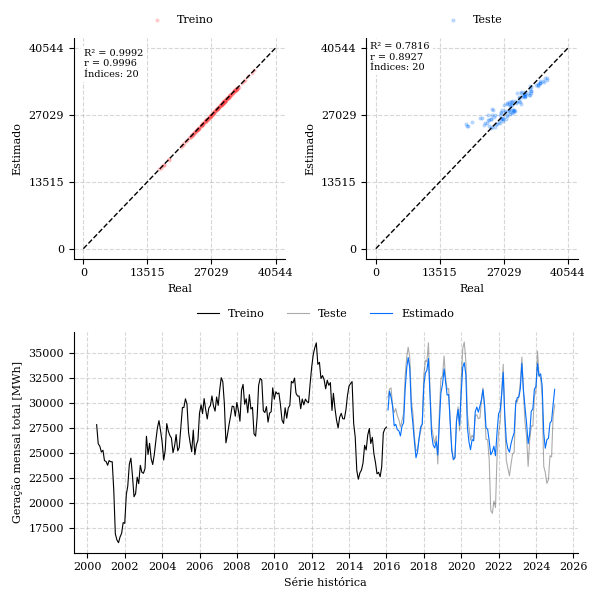 Treino
R² = 0.9992
r = 0.9996
Índices: 20
40544
27029
13515
0
Estimado
0 13515 27029 40544
Real
Teste
R² = 0.7816
r = 0.8927
Índices: 20
40544
27029
13515
0
Estimado
0 13515 27029 40544
Real
Treino Teste Estimado
35000
32500
30000
27500
25000
22500
20000
17500
Geração mensal total [MWh]
2000 2002 2004 2006 2008 2010 2012 2014 2016 2018 2020 2022 2024 2026
Série histórica